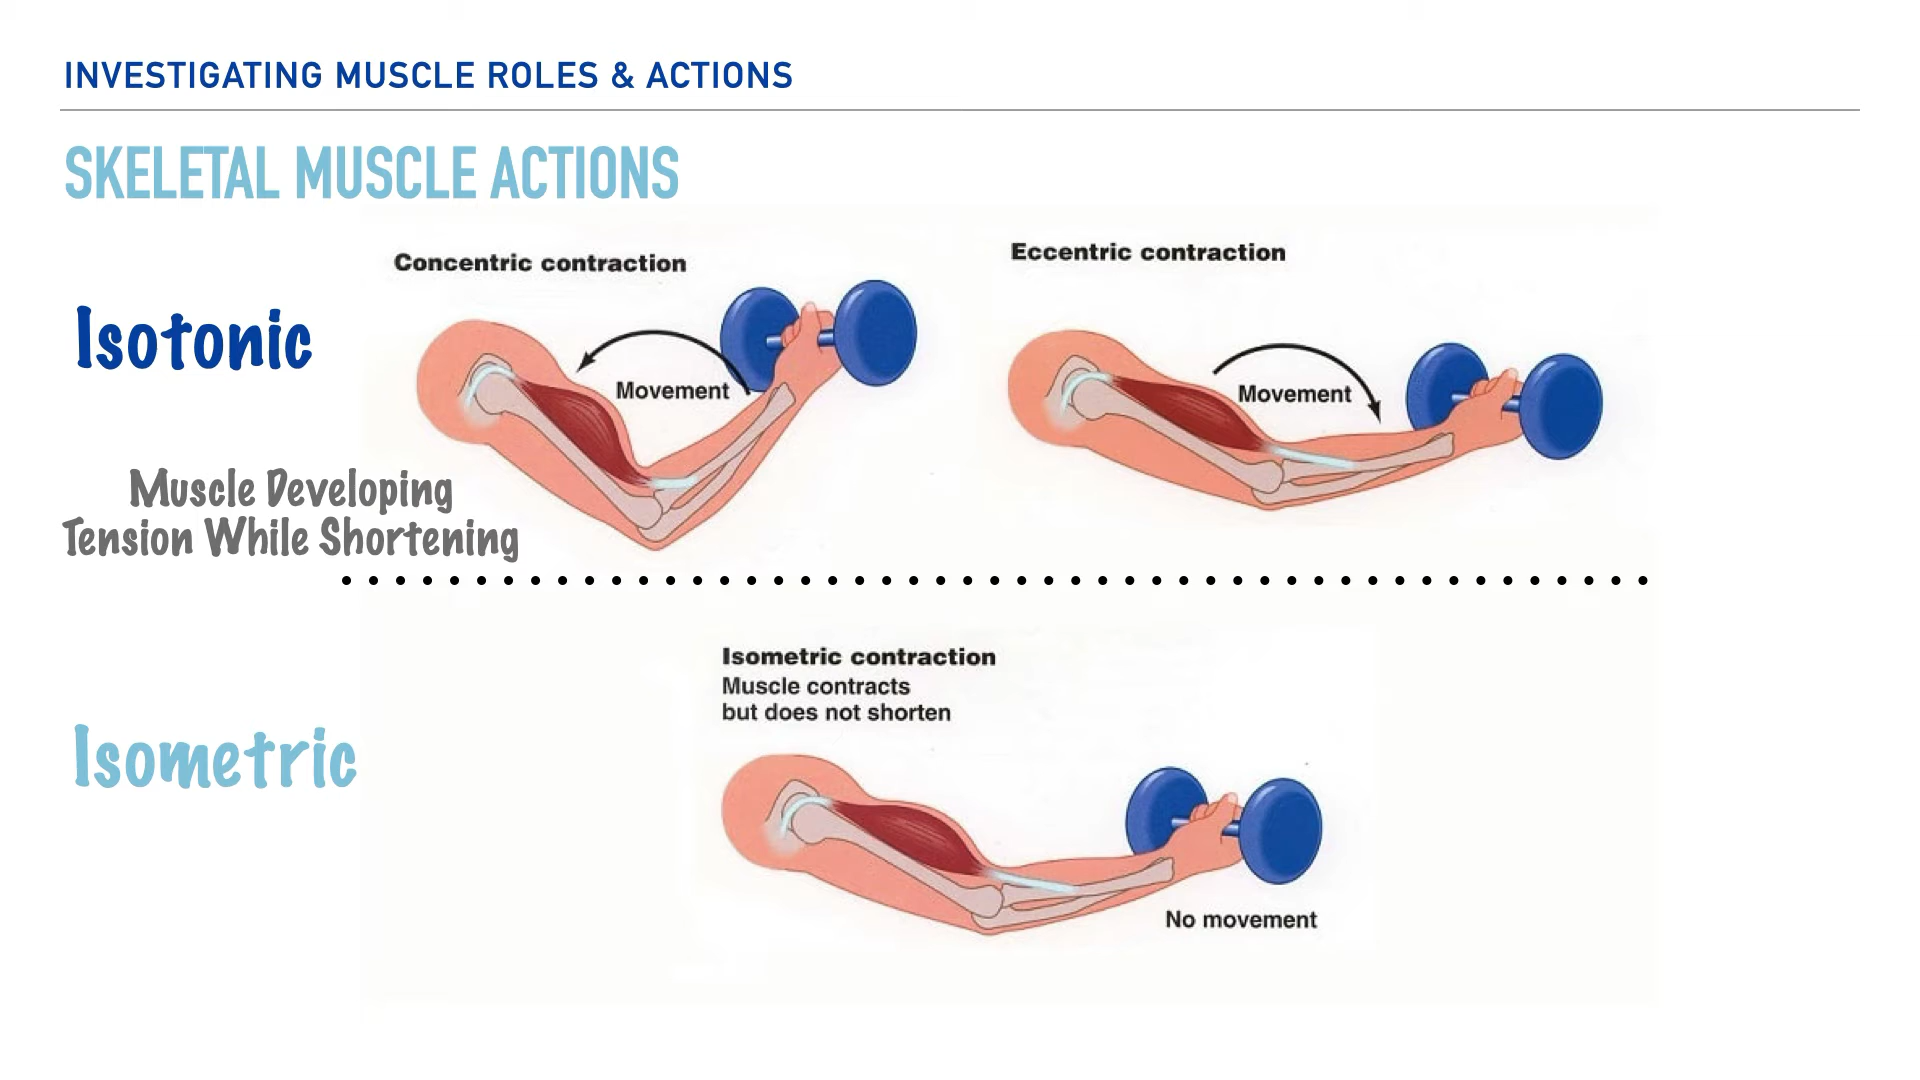 INVESTIGATING MUSCLE ROLES & ACTIONS
SKELETAL MUSCLE ACTIONS
Concentric contraction
Eccentric contraction
Isotonic
Movement
Movement
Muscle Developing
Tension While Shortening
Isometric contraction
Muscle contracts
but does not shorten
Isometric
No movement